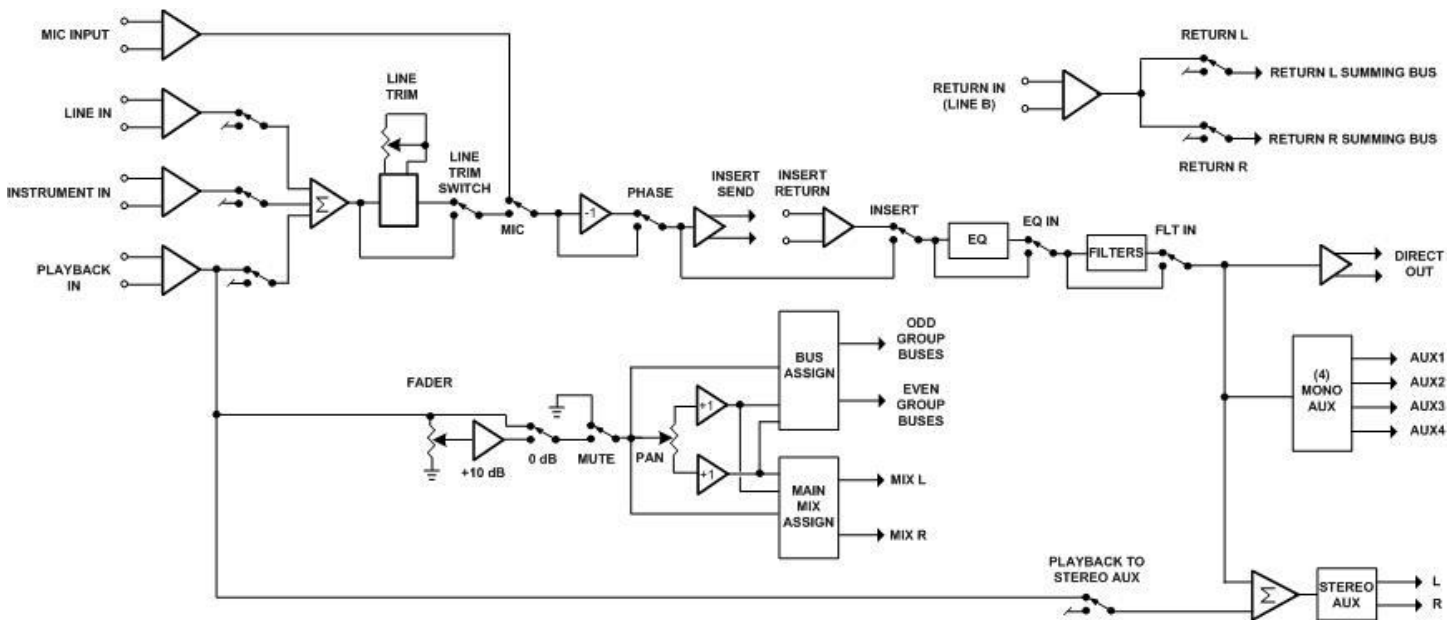 MIC INPUT
LINE IN
INSTRUMENT IN
PLAYBACK
IN
LINE
TRIM
Σ
LINE
TRIM
SWITCH
MIC
-1
PHASE
INSERT
SEND
INSERT
RETURN
INSERT
EQ
EQ IN
FILTERS
FLT IN
DIRECT
OUT
RETURN IN
(LINE B)
RETURN L
RETURN L SUMMING BUS
RETURN R SUMMING BUS
RETURN R
FADER
+10 dB
0 dB
MUTE
PAN
+1
+1
BUS
ASSIGN
ODD
GROUP
BUSES
EVEN
GROUP
BUSES
MAIN
MIX
ASSIGN
MIX L
MIX R
(4)
MONO
AUX
AUX1
AUX2
AUX3
AUX4
PLAYBACK TO
STEREO AUX
Σ
STEREO
AUX
L
R